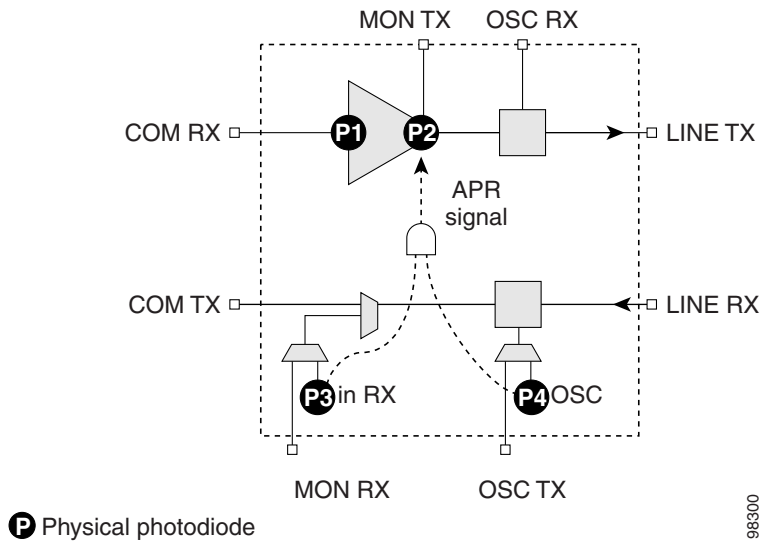 MON TX
OSC RX
COM RX
P1
P2
LINE TX
APR
signal
COM TX
LINE RX
P3 in RX
P4 OSC
MON RX
OSC TX
P Physical photodiode
98300